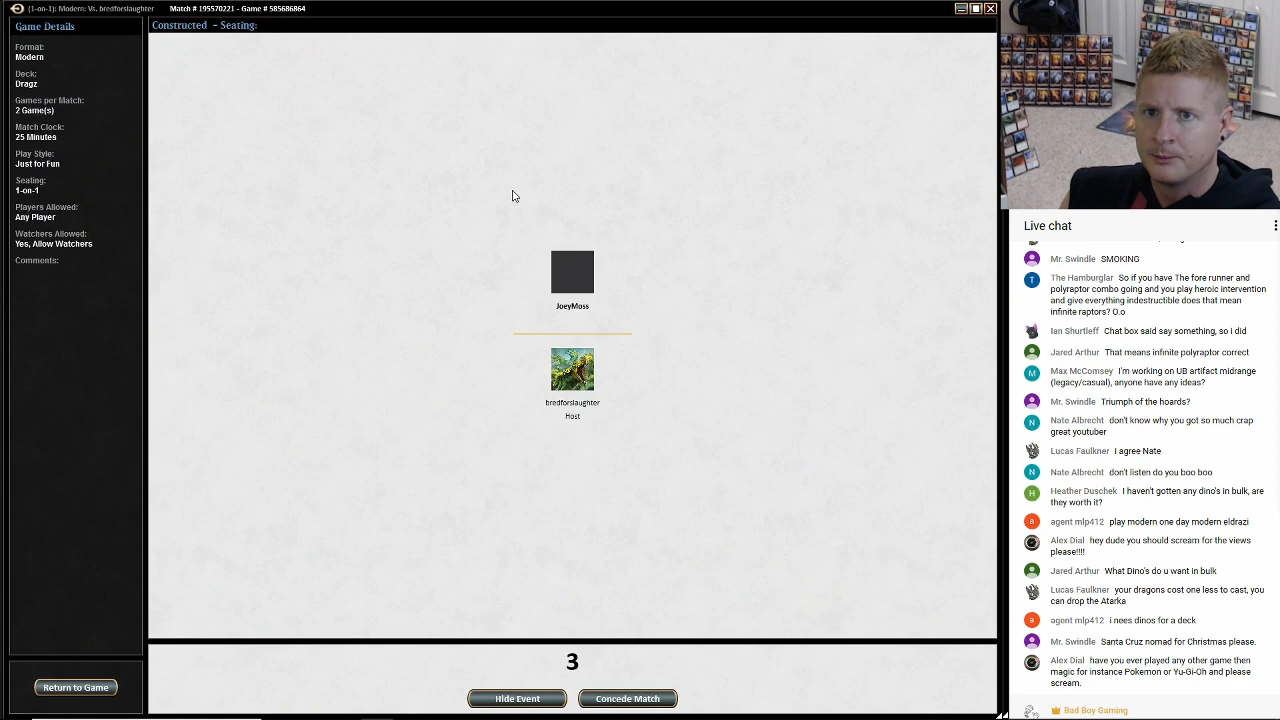 (1-on-1): Modern: Vs. bredforslaughter
Match # 195570221 - Game # 585686864
Game Details
Format:
Modern
Deck:
Dragz
Games per Match:
2 Game(s)
Match Clock:
25 Minutes
Play Style:
Just for Fun
Seating:
1-on-1
Players Allowed:
Any Player
Watchers Allowed:
Yes, Allow Watchers
Comments:
Return to Game
Constructed - Seating:
JoeyMoss
bredforslaughter
Host
3
Hide Event
Concede Match
Live chat
Mr. Swindle SMOKING
The Hamburglar So if you have The fore runner and
polyraptor combo going and you play heroic intervention
and give everything indestructible does that mean
infinite raptors? O.o
Ian Shurtleff Chat box said say something, so i did
Jared Arthur That means infinite polyraptor correct
Max McComsey I'm working on UB artifact midrange
(legacy/casual), anyone have any ideas?
Mr. Swindle Triumph of the hoards?
Nate Albrecht don't know why you got so much crap
great youtuber
Lucas Faulkner i agree Nate
Nate Albrecht don't listen do you boo boo
Heather Duschek I haven't gotten any dino's in bulk, are
they worth it?
agent mlp412 play modern one day modern eldrazi
Alex Dial hey dude you should scream for the views
please!!!!
Jared Arthur What Dino's do u want in bulk
Lucas Faulkner your dragons cost one less to cast, you
can drop the Atarka
agent mlp412 i nees dinos for a deck
Mr. Swindle Santa Cruz nomad for Christmas please.
Alex Dial have you ever played any other game then
magic for instance Pokemon or Yu-Gi-Oh and please
scream.
Bad Boy Gaming